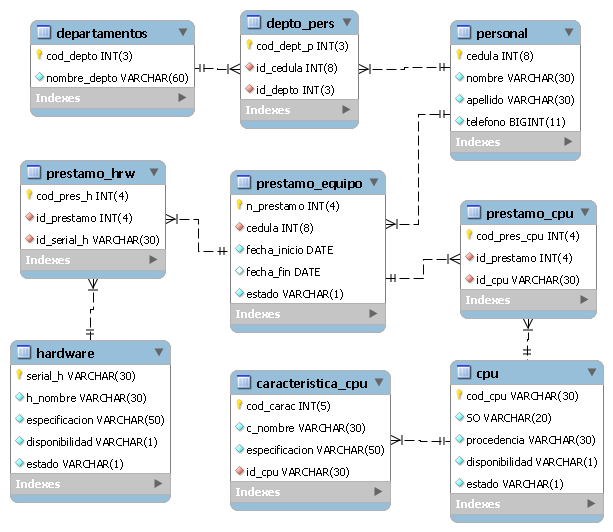 departamentos
cod_depto INT(3)
nombre_depto VARCHAR(60)
Indexes
depto_pers
cod_dept_p INT(3)
id_cedula INT(8)
id_depto INT(3)
Indexes
personal
cedula INT(8)
nombre VARCHAR(30)
apellido VARCHAR(30)
telefono BIGINT(11)
Indexes
prestamo_hrw
cod_pres_h INT(4)
id_prestamo INT(4)
id_serial_h VARCHAR(30)
Indexes
prestamo_equipo
n_prestamo INT(4)
cedula INT(8)
fecha_inicio DATE
fecha_fin DATE
estado VARCHAR(1)
Indexes
prestamo_cpu
cod_pres_cpu INT(4)
id_prestamo INT(4)
id_cpu VARCHAR(30)
Indexes
hardware
serial_h VARCHAR(30)
h_nombre VARCHAR(30)
especificacion VARCHAR(50)
disponibilidad VARCHAR(1)
estado VARCHAR(1)
Indexes
caracteristica_cpu
cod_carac INT(5)
c_nombre VARCHAR(30)
especificacion VARCHAR(50)
id_cpu VARCHAR(30)
Indexes
cpu
cod_cpu VARCHAR(30)
SO VARCHAR(20)
procedencia VARCHAR(30)
disponibilidad VARCHAR(1)
estado VARCHAR(1)
Indexes